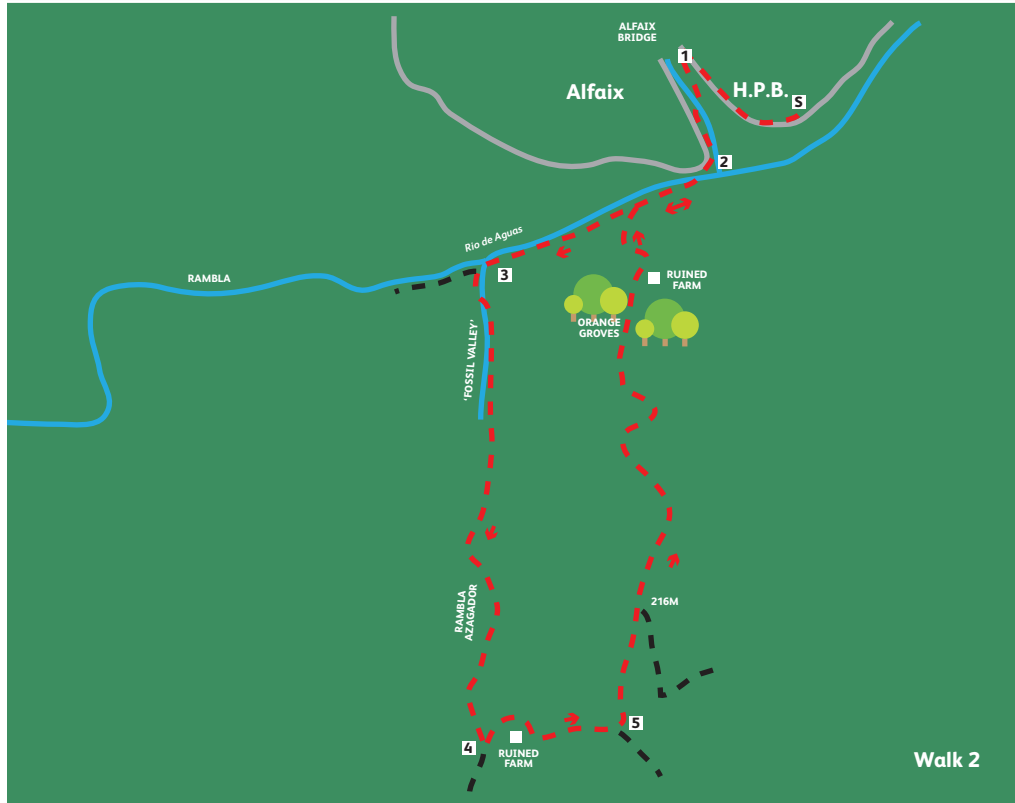 ALFAIX
BRIDGE
1
Alfaix
H.P.B.
S
2
Rio de Aguas
3
RAMBLA
RUINED
FARM
ORANGE
GROVES
'FOSSIL VALLEY'
RAMBLA
AZAGADOR
216M
5
4
RUINED
FARM
Walk 2